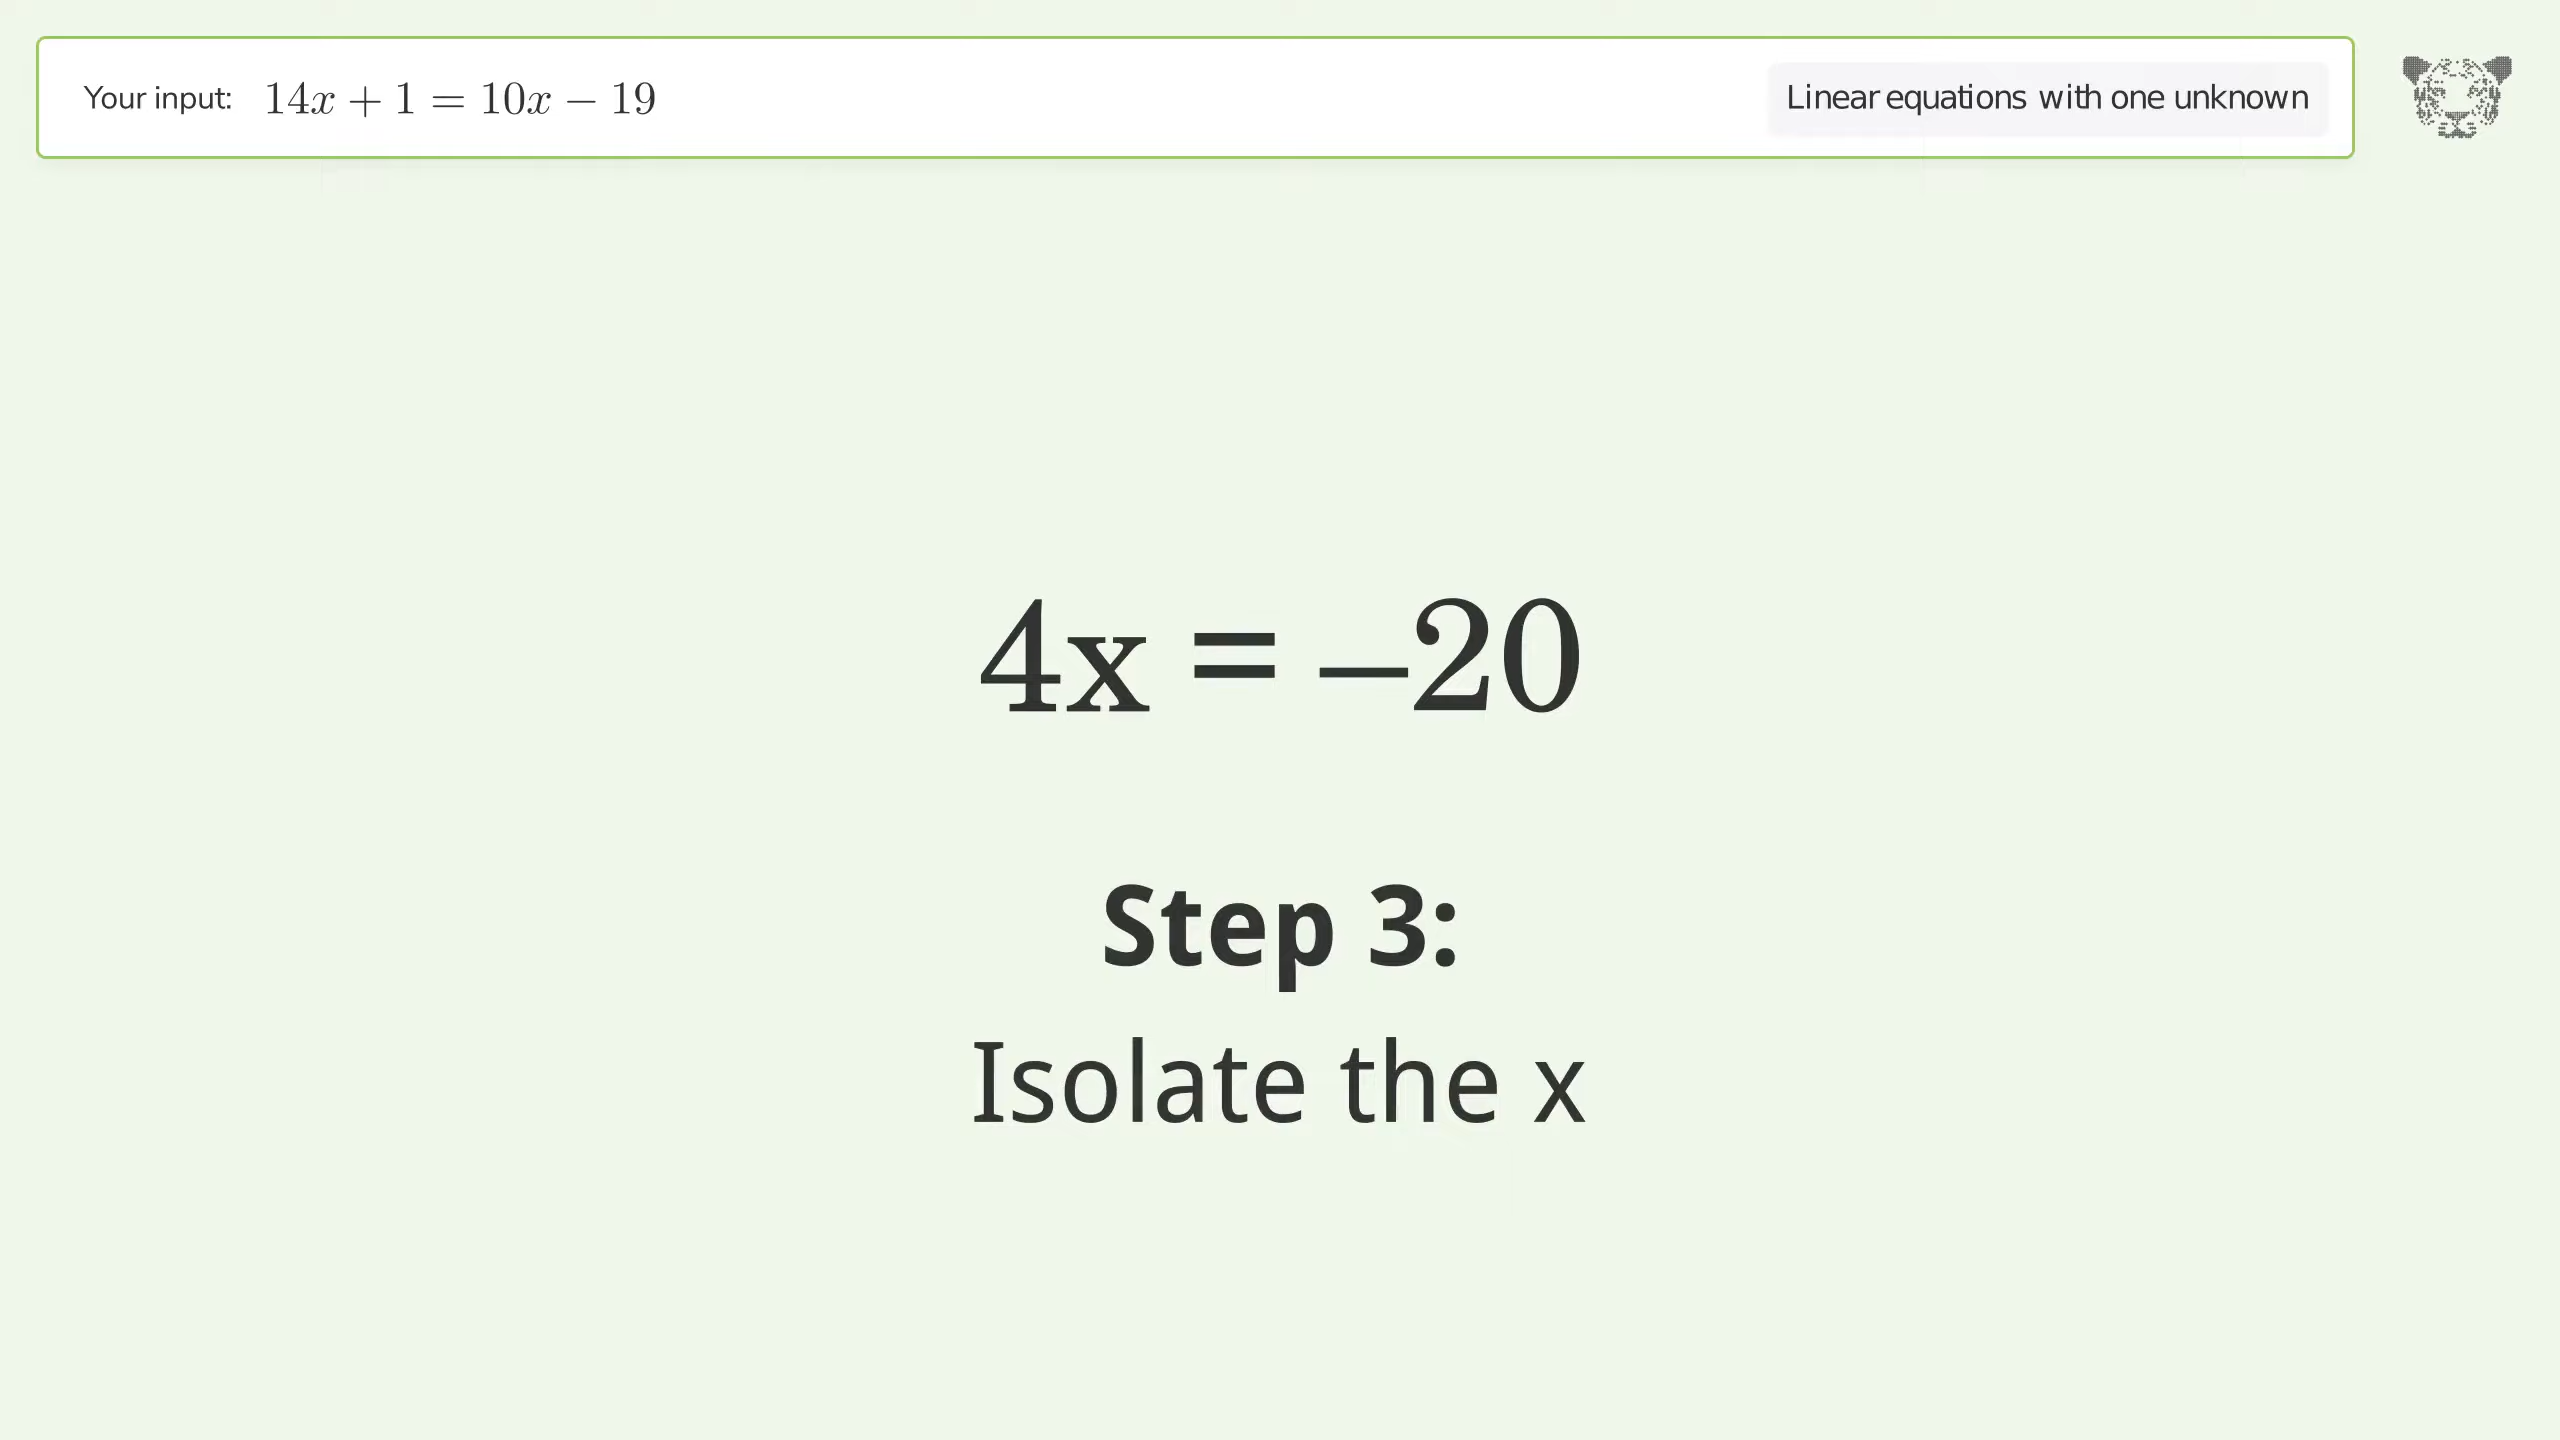 Your input: 14x + 1 = 10x − 19
Linear equations with one unknown
4x = –20
Step 3:
Isolate the x